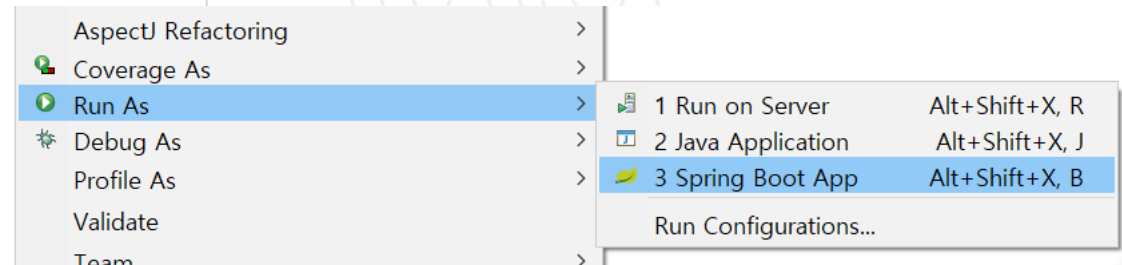 AspectJ Refactoring
Coverage As
Run As
Debug As
Profile As
Validate
Team
1 Run on Server Alt+Shift+X, R
2 Java Application Alt+Shift+X, J
3 Spring Boot App Alt+Shift+X, B
Run Configurations...